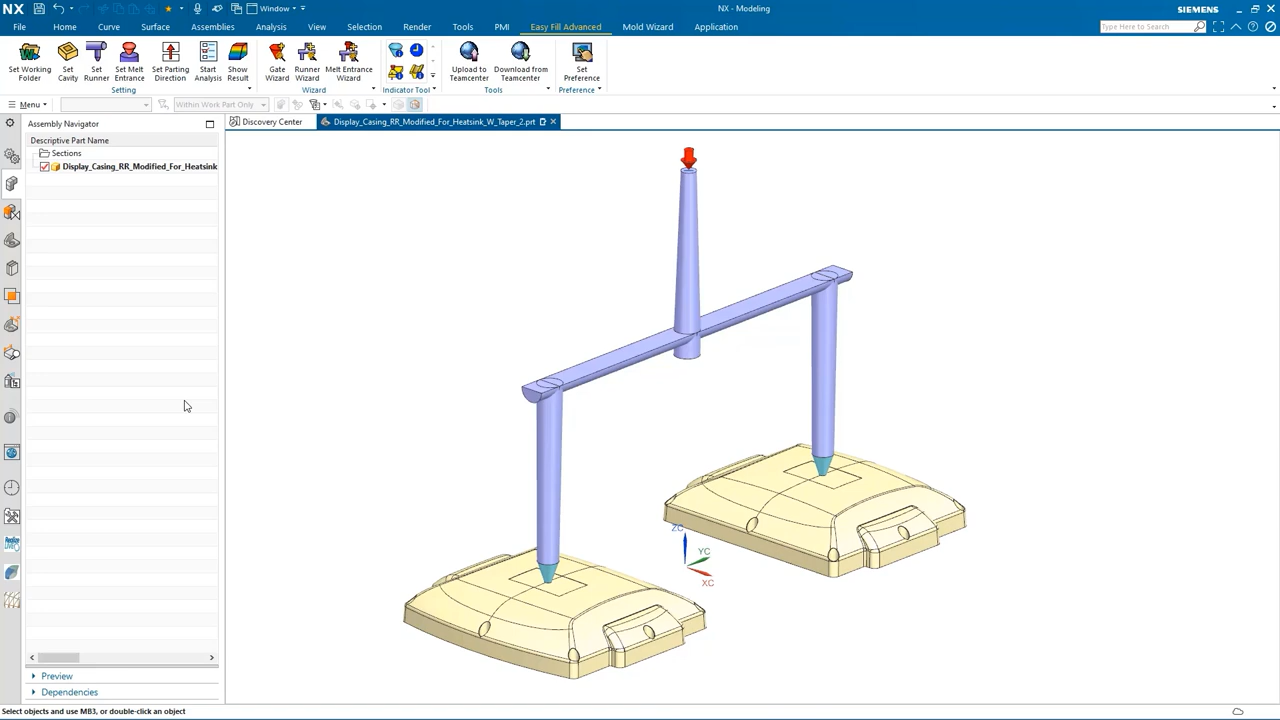 NX
Window
NX - Modeling
SIEMENS
File
Home
Curve
Surface
Assemblies
Analysis
View
Selection
Render
Tools
PMI
Easy Fill Advanced
Mold Wizard
Application
Type Here to Search
Set Working
Folder
Set
Cavity
Set
Runner
Set Melt
Entrance
Set Parting
Direction
Start
Analysis
Show
Result
Gate
Wizard
Runner
Wizard
Melt Entrance
Wizard
Upload to
Teamcenter
Download from
Teamcenter
Set
Preference
Setting
Wizard
Indicator Tool
Tools
Preference
Menu
Within Work Part Only
Assembly Navigator
Discovery Center
Display_Casing_RR_Modified_For_Heatsink_W_Taper_2.prt
Descriptive Part Name
Sections
Display_Casing_RR_Modified_For_Heatsink
ZC
YC
XC
Preview
Dependencies
Select objects and use MB3, or double-click an object